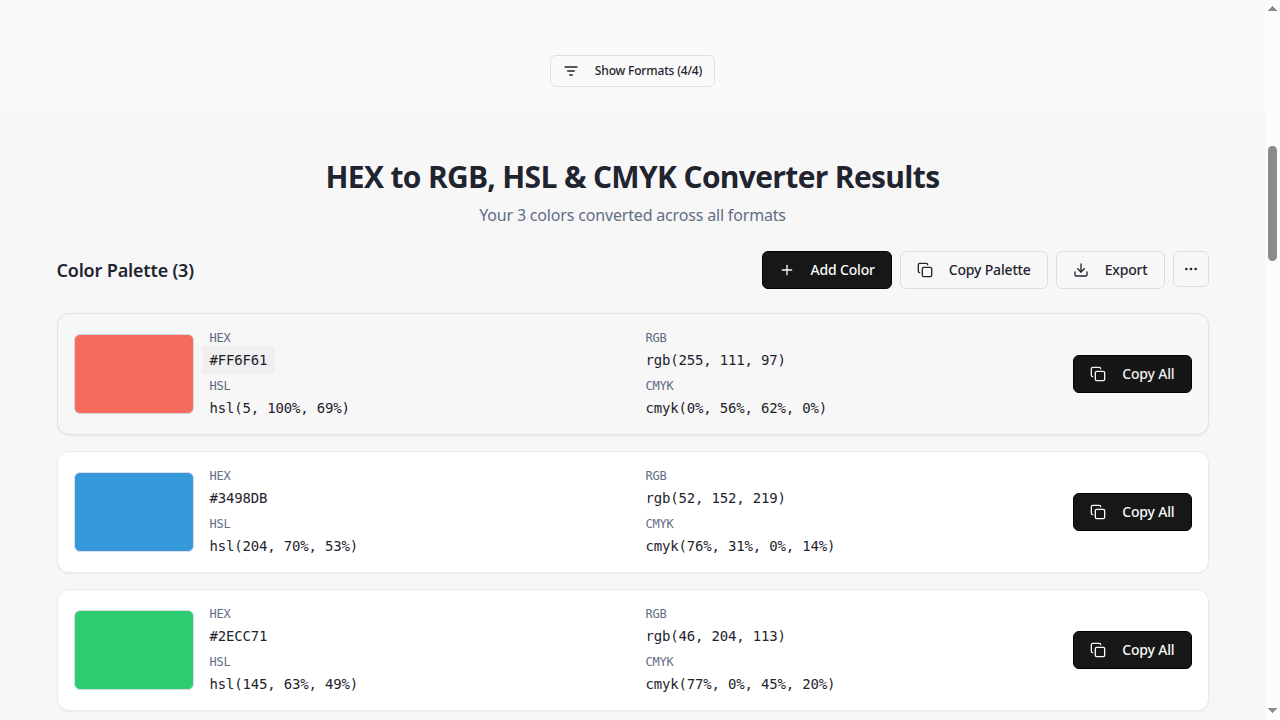 Show Formats (4/4)
HEX to RGB, HSL & CMYK Converter Results
Your 3 colors converted across all formats
Color Palette (3)
Add Color
Copy Palette
Export
HEX
RGB
#FF6F61
rgb(255, 111, 97)
HSL
CMYK
hsl(5, 100%, 69%)
cmyk(0%, 56%, 62%, 0%)
Copy All
HEX
RGB
#3498DB
rgb(52, 152, 219)
HSL
CMYK
hsl(204, 70%, 53%)
cmyk(76%, 31%, 0%, 14%)
Copy All
HEX
RGB
#2ECC71
rgb(46, 204, 113)
HSL
CMYK
hsl(145, 63%, 49%)
cmyk(77%, 0%, 45%, 20%)
Copy All